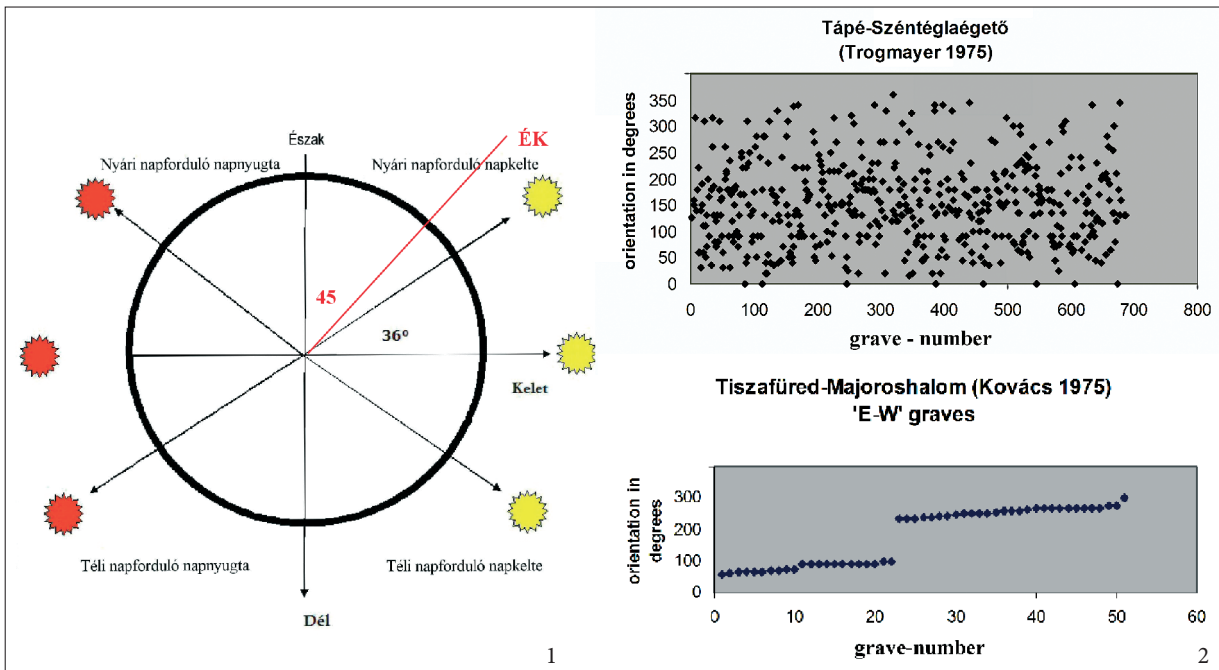 Észak
ÉK
Nyári napforduló napnyugta
Nyári napforduló napkelte
45
36º
Kelet
Téli napforduló napnyugta
Téli napforduló napkelte
Dél
1
Tápé-Széntéglaégető
(Trogmayer 1975)
orientation in degrees
350
300
250
200
150
100
50
0
0 100 200 300 400 500 600 700 800
grave - number
Tiszafüred-Majoroshalom (Kovács 1975)
'E-W' graves
orientation in
degrees
300
200
100
0
0 10 20 30 40 50 60
grave-number
2